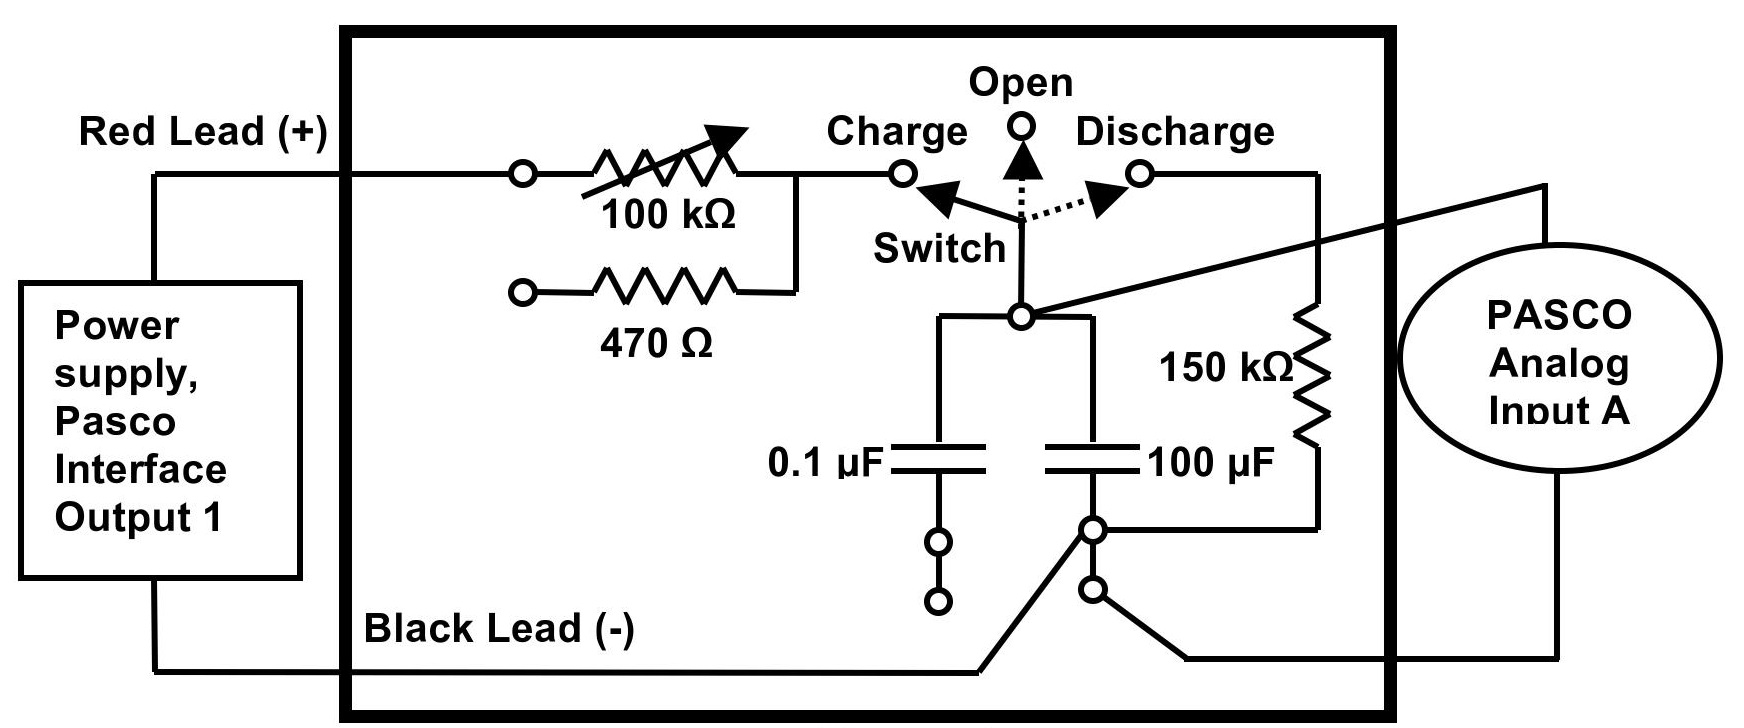 Open
Red Lead (+)
Charge
Discharge
100 kΩ
Switch
Power
supply,
Pasco
Interface
Output 1
470 Ω
150 kΩ
PASCO
Analog
Input A
0.1 µF
100 µF
Black Lead (-)